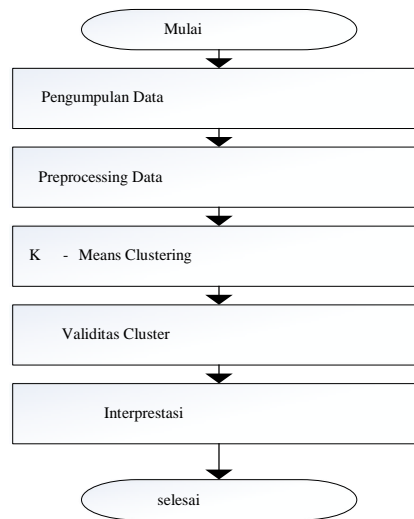 Mulai
Pengumpulan Data
Preprocessing Data
K - Means Clustering
Validitas Cluster
Interprestasi
selesai